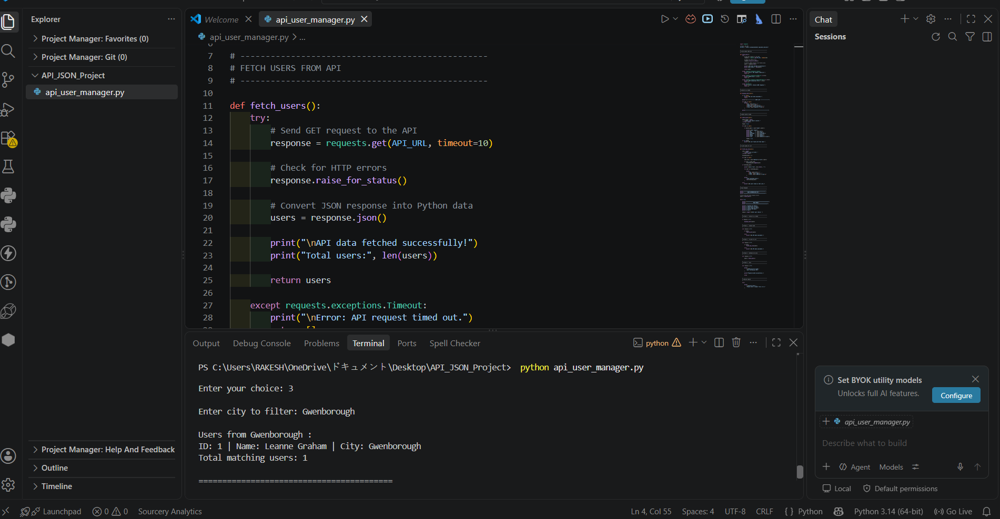 Explorer
Project Manager: Favorites (0)
Project Manager: Git (0)
API_JSON_Project
api_user_manager.py
Project Manager: Help And Feedback
Outline
Timeline
Welcome
api_user_manager.py
api_user_manager.py > ...
7 # -------------------------------------------------
8 # FETCH USERS FROM API
9 # -------------------------------------------------
10
11 def fetch_users():
12     try:
13         # Send GET request to the API
14         response = requests.get(API_URL, timeout=10)
15
16         # Check for HTTP errors
17         response.raise_for_status()
18
19         # Convert JSON response into Python data
20         users = response.json()
21
22         print("\nAPI data fetched successfully!")
23         print("Total users:", len(users))
24
25         return users
26
27     except requests.exceptions.Timeout:
28         print("\nError: API request timed out.")
Output Debug Console Problems Terminal Ports Spell Checker
python
PS C:\Users\RAKESH\OneDrive\ドキュメント\Desktop\API_JSON_Project> python api_user_manager.py
Enter your choice: 3
Enter city to filter: Gwenborough
Users from Gwenborough :
ID: 1 | Name: Leanne Graham | City: Gwenborough
Total matching users: 1
=========================================
Chat
Sessions
Set BYOK utility models
Unlocks full AI features.
Configure
api_user_manager.py
Describe what to build
Agent Models
Local Default permissions
Launchpad 0 0 Sourcery Analytics
Ln 4, Col 55 Spaces: 4 UTF-8 CRLF {} Python Python 3.14 (64-bit) Go Live